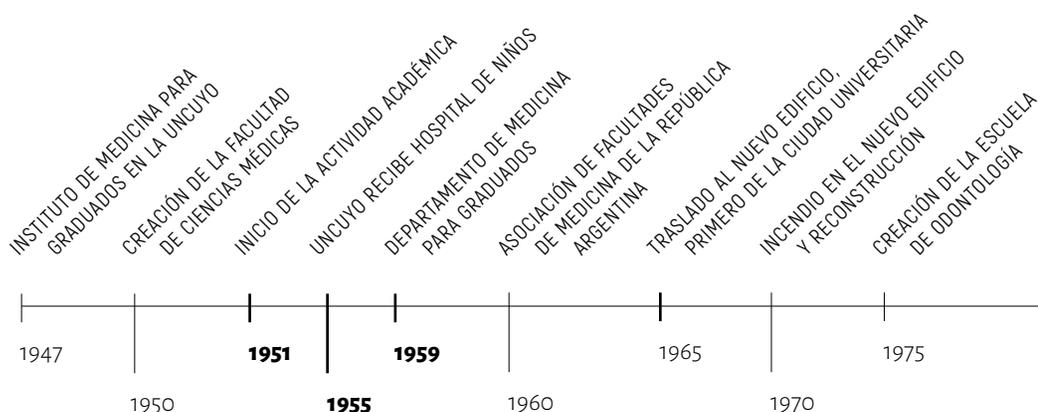 INSTITUTO DE MEDICINA PARA
GRADUADOS EN LA UNCUYO
CREACIÓN DE LA FACULTAD
DE CIENCIAS MÉDICAS
INICIO DE LA ACTIVIDAD ACADÉMICA
UNCUYO RECIBE HOSPITAL DE NIÑOS
DEPARTAMENTO DE MEDICINA
PARA GRADUADOS
ASOCIACIÓN DE FACULTADES
DE MEDICINA DE LA REPÚBLICA
ARGENTINA
TRASLADO AL NUEVO EDIFICIO,
PRIMERO DE LA CIUDAD UNIVERSITARIA
INCENDIO EN EL NUEVO EDIFICIO
Y RECONSTRUCCIÓN
CREACIÓN DE LA ESCUELA
DE ODONTOLOGÍA
1947
1950
1951
1955
1959
1960
1965
1970
1975